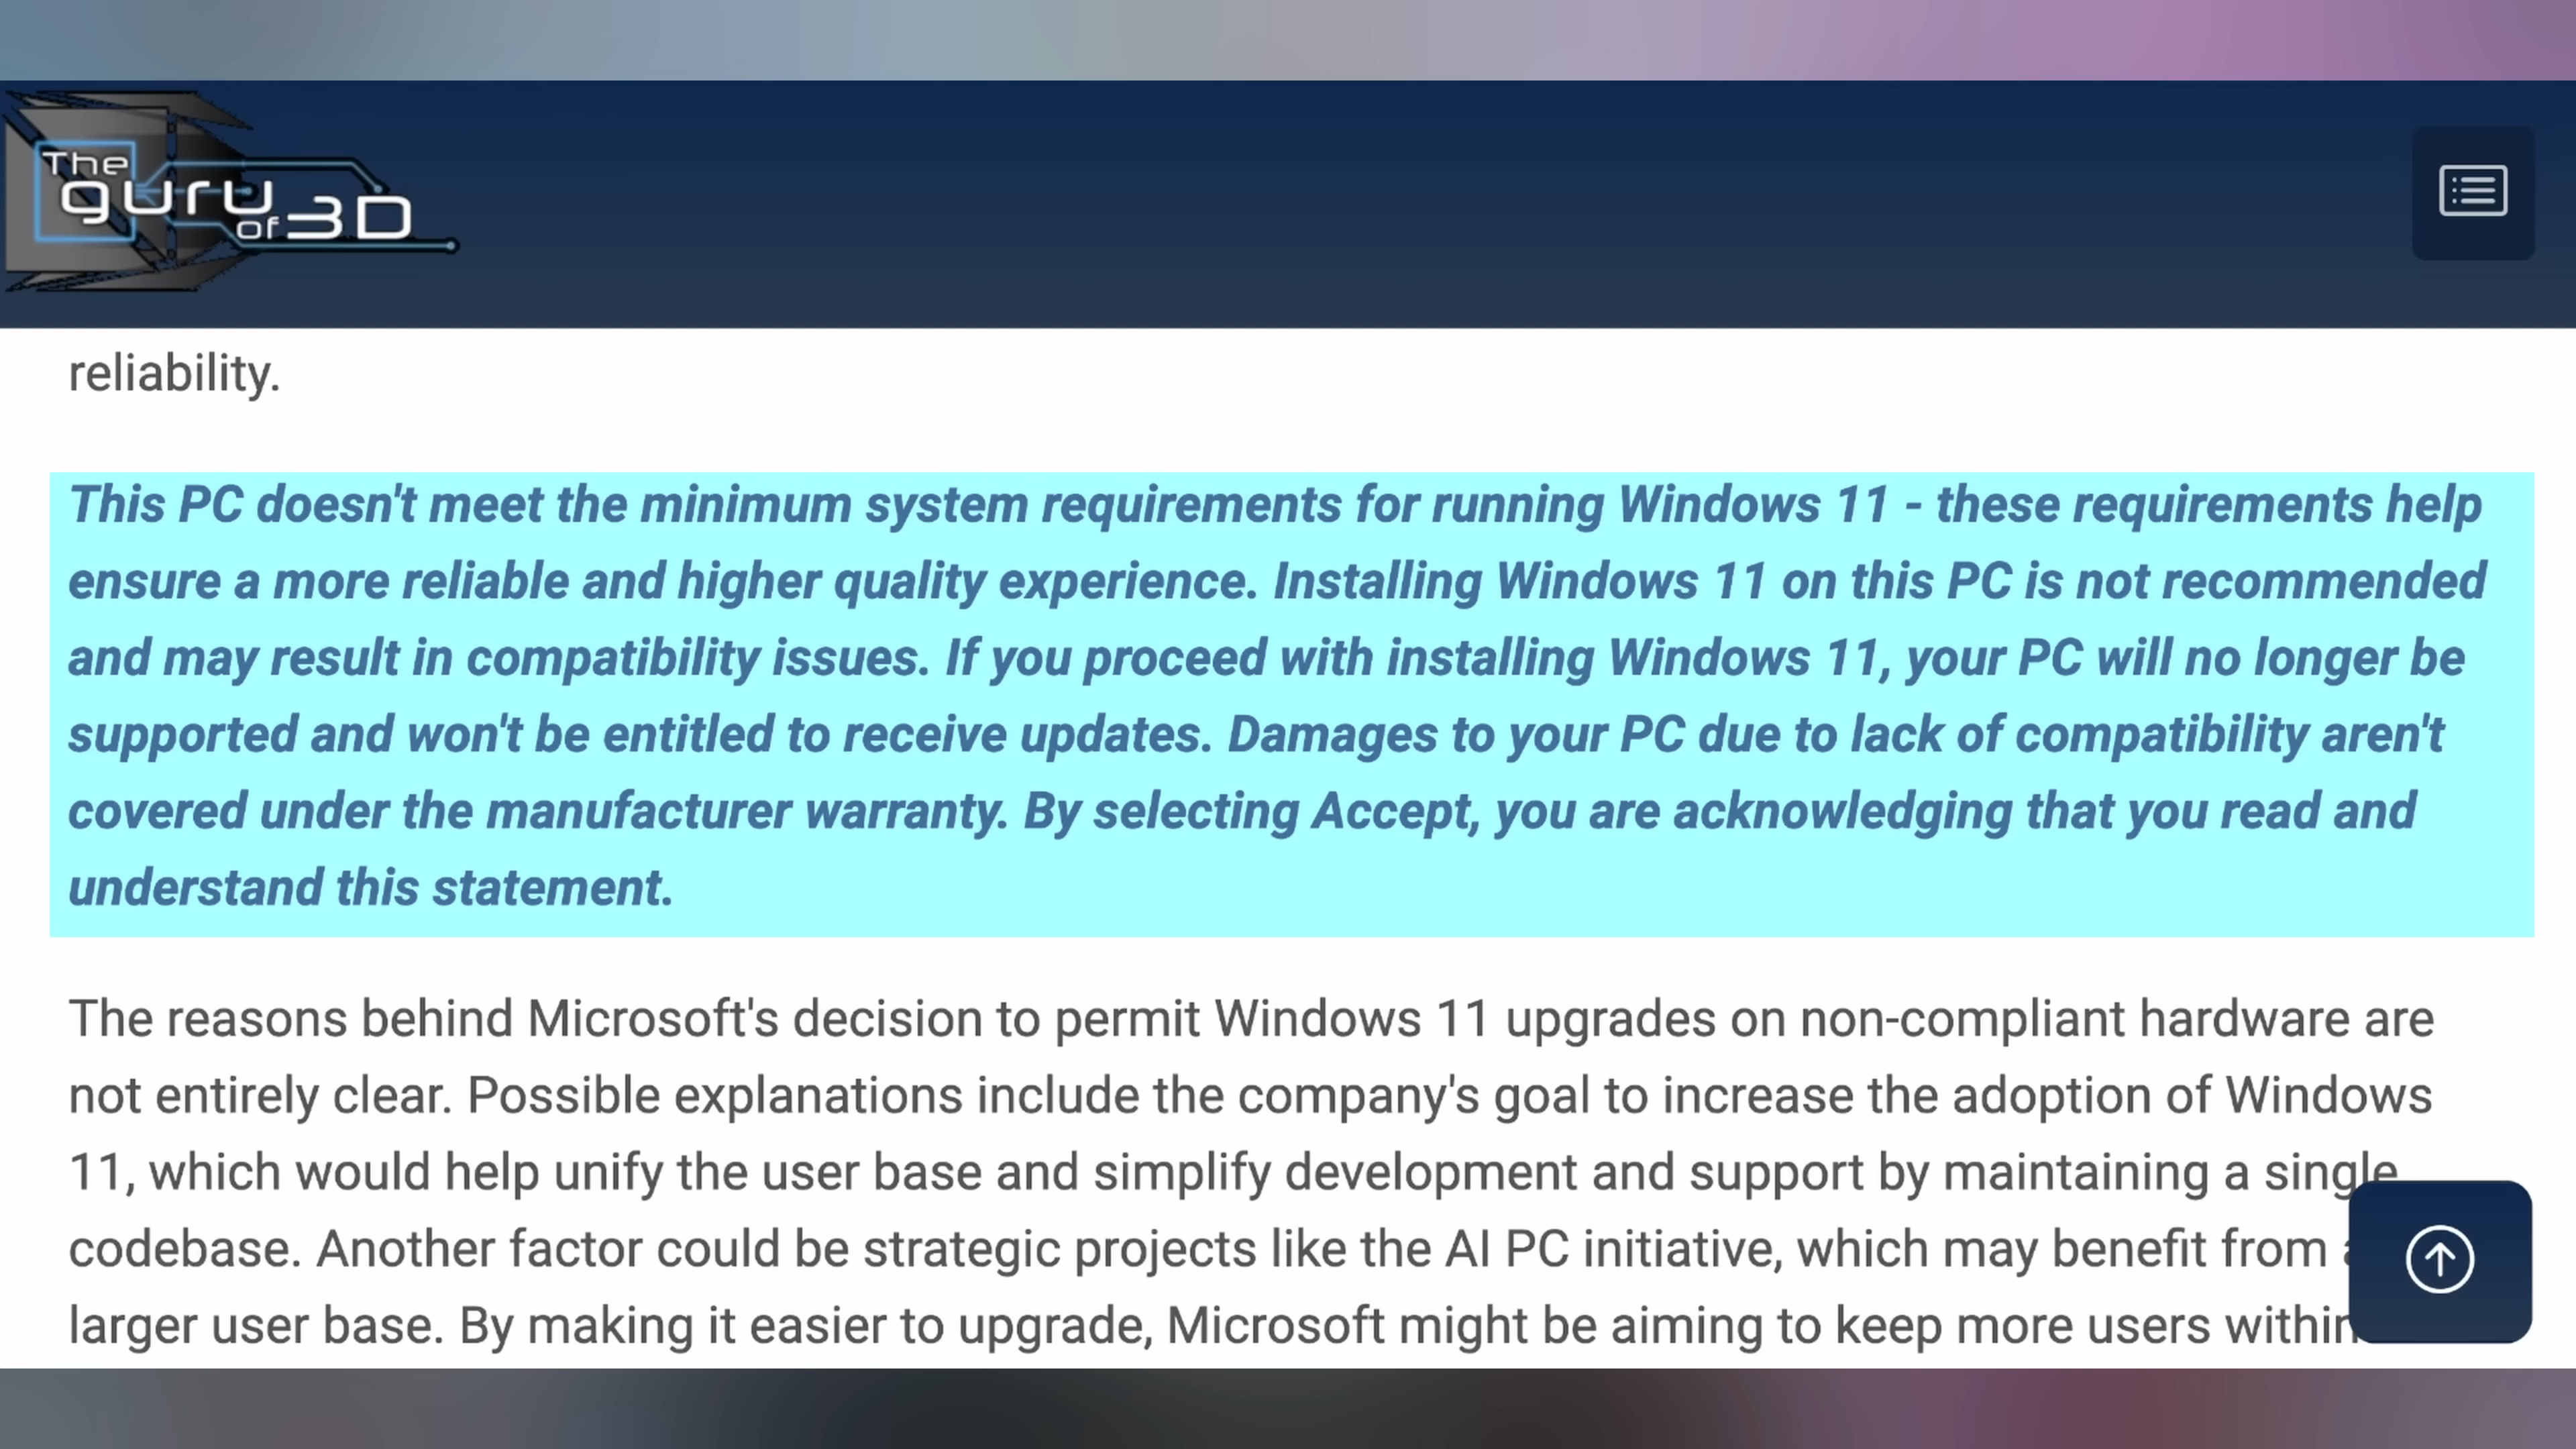 The
guru
of 3D
reliability.
This PC doesn't meet the minimum system requirements for running Windows 11 - these requirements help
ensure a more reliable and higher quality experience. Installing Windows 11 on this PC is not recommended
and may result in compatibility issues. If you proceed with installing Windows 11, your PC will no longer be
supported and won't be entitled to receive updates. Damages to your PC due to lack of compatibility aren't
covered under the manufacturer warranty. By selecting Accept, you are acknowledging that you read and
understand this statement.
The reasons behind Microsoft's decision to permit Windows 11 upgrades on non-compliant hardware are
not entirely clear. Possible explanations include the company's goal to increase the adoption of Windows
11, which would help unify the user base and simplify development and support by maintaining a single
codebase. Another factor could be strategic projects like the AI PC initiative, which may benefit from a
larger user base. By making it easier to upgrade, Microsoft might be aiming to keep more users within